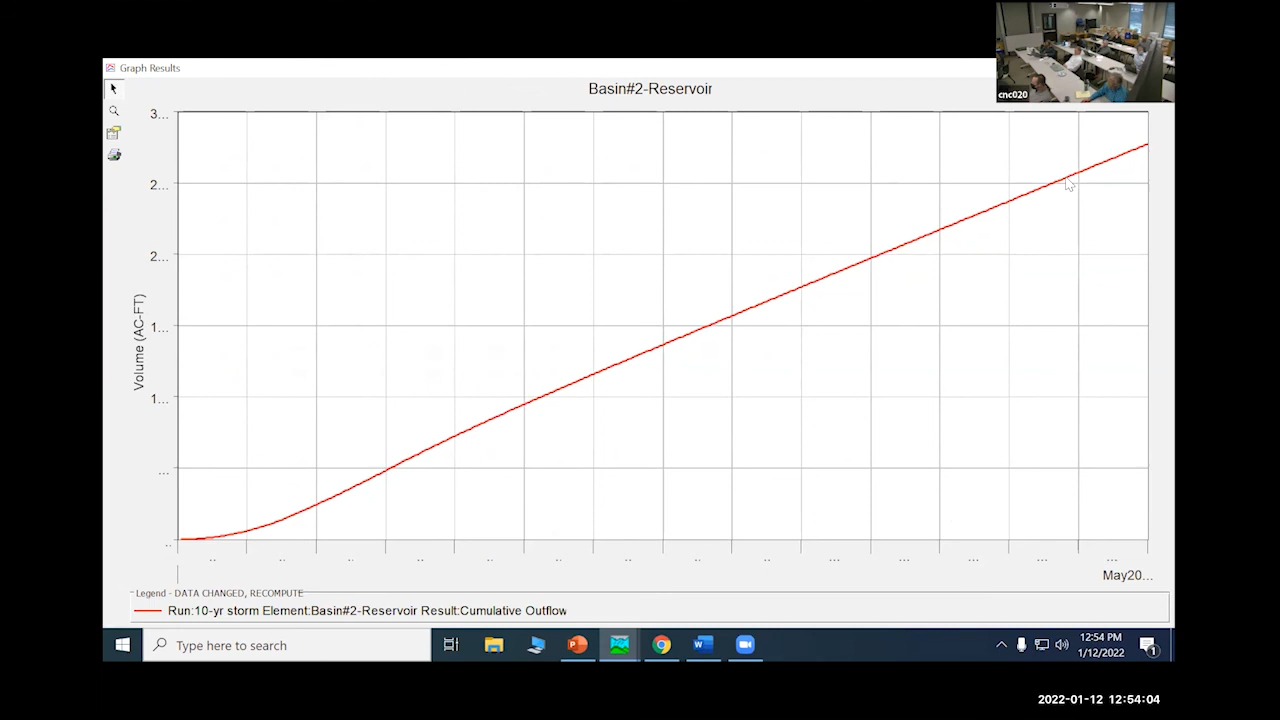 Graph Results
Basin#2-Reservoir
cnc020
3...
2...
2...
1...
1...
...
..
Volume (AC-FT)
May20...
Legend - DATA CHANGED, RECOMPUTE
Run:10-yr storm Element:Basin#2-Reservoir Result:Cumulative Outflow
Type here to search
12:54 PM
1/12/2022
1
2022-01-12 12:54:04